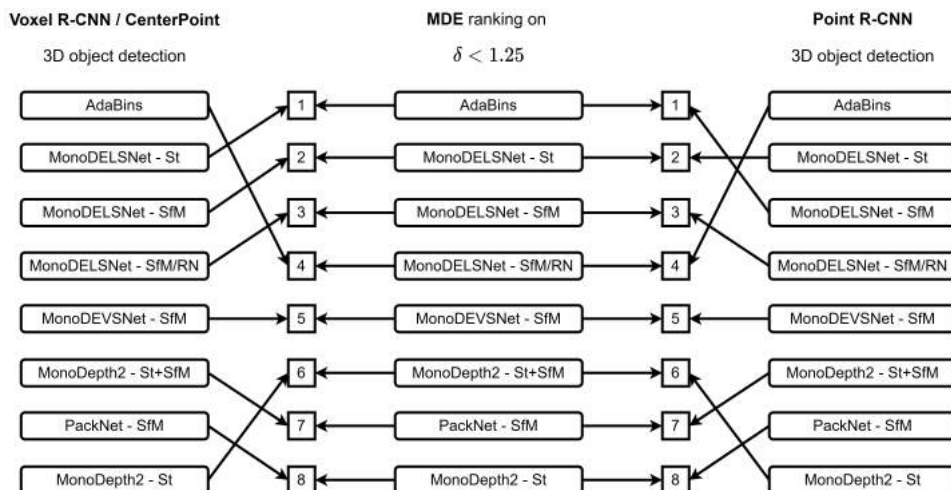 Voxel R-CNN / CenterPoint MDE ranking on Point R-CNN
3D object detection δ < 1.25 3D object detection
AdaBins 1 AdaBins 1 AdaBins
MonoDELSNet - St 2 MonoDELSNet - St 2 MonoDELSNet - St
MonoDELSNet - SfM 3 MonoDELSNet - SfM 3 MonoDELSNet - SfM
MonoDELSNet - SfM/RN 4 MonoDELSNet - SfM/RN 4 MonoDELSNet - SfM/RN
MonoDEVSNet - SfM 5 MonoDEVSNet - SfM 5 MonoDEVSNet - SfM
MonoDepth2 - St+SfM 6 MonoDepth2 - St+SfM 6 MonoDepth2 - St+SfM
PackNet - SfM 7 PackNet - SfM 7 PackNet - SfM
MonoDepth2 - St 8 MonoDepth2 - St 8 MonoDepth2 - St